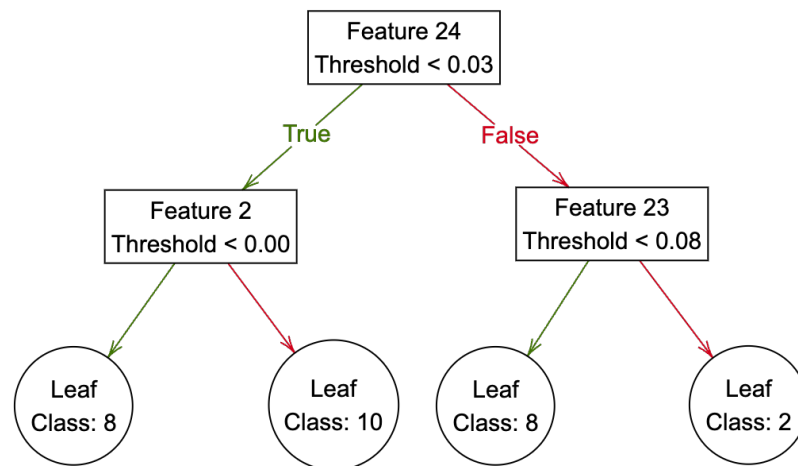 Feature 24
Threshold < 0.03
True
False
Feature 2
Threshold < 0.00
Feature 23
Threshold < 0.08
Leaf
Class: 8
Leaf
Class: 10
Leaf
Class: 8
Leaf
Class: 2